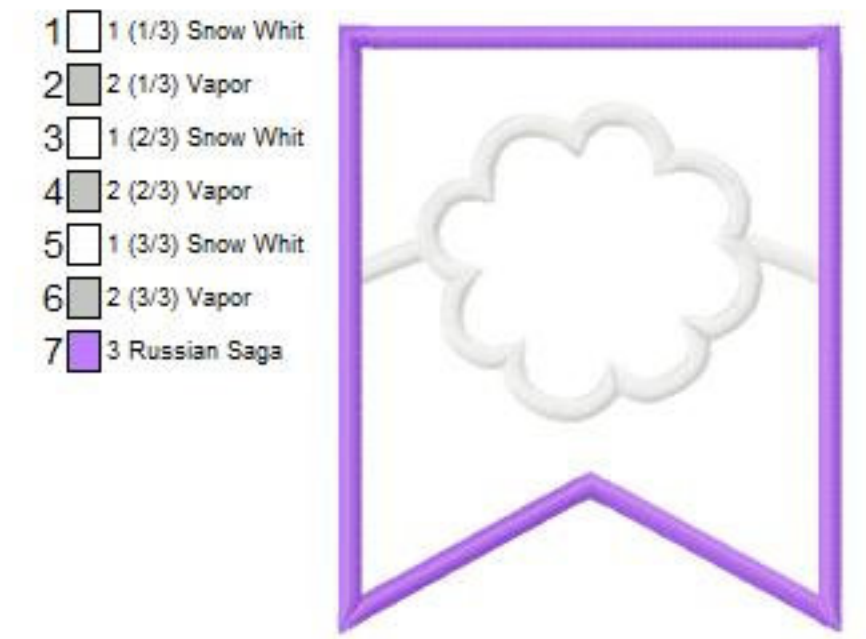 1 1 (1/3) Snow Whit
2 2 (1/3) Vapor
3 1 (2/3) Snow Whit
4 2 (2/3) Vapor
5 1 (3/3) Snow Whit
6 2 (3/3) Vapor
7 3 Russian Saga